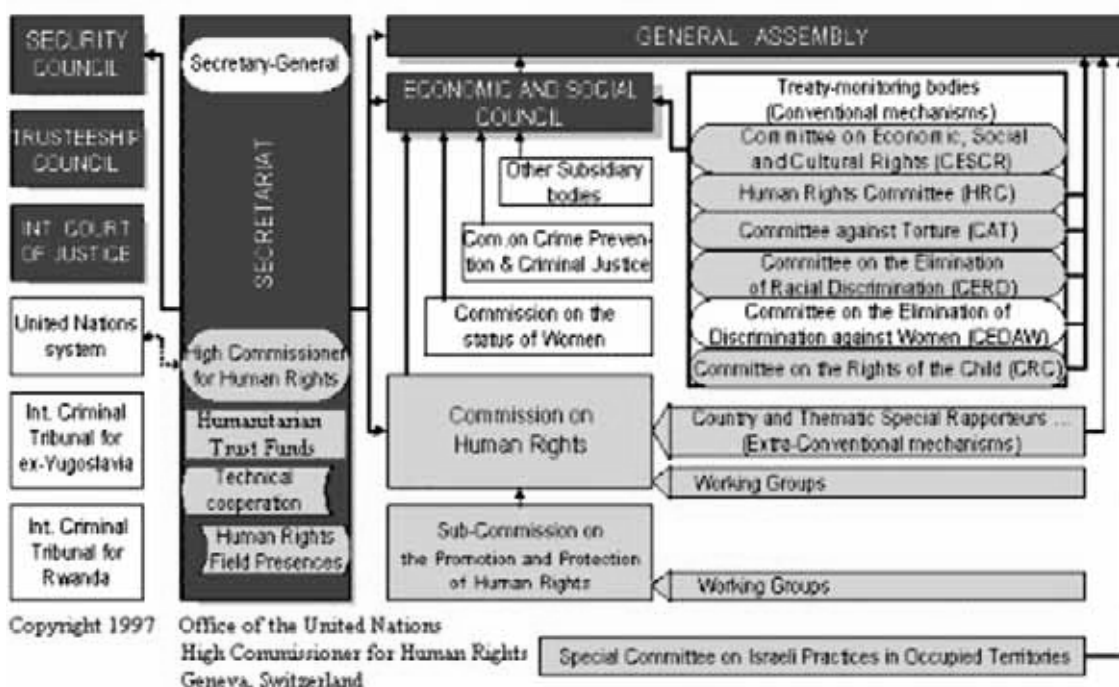 SECURITY
COUNCIL
TRUSTEESHIP
COUNCIL
INT. COURT
OF JUSTICE
United Nations
system
Int. Criminal
Tribunal for
ex-Yugoslavia
Int. Criminal
Tribunal for
Rwanda
Secretary-General
SECRETARIAT
High Commissioner
for Human Rights
Humanitarian
Trust Funds
Technical
cooperation
Human Rights
Field Presences
GENERAL ASSEMBLY
ECONOMIC AND SOCIAL
COUNCIL
Other Subsidiary
bodies
Com.on Crime Preven-
tion & Criminal Justice
Commission on the
status of Women
Commission on
Human Rights
Sub-Commission on
the Promotion and Protection
of Human Rights
Treaty-monitoring bodies
(Conventional mechanisms)
Committee on Economic, Social
and Cultural Rights (CESCR)
Human Rights Committee (HRC)
Committee against Torture (CAT)
Committee on the Elimination
of Racial Discrimination (CERD)
Committee on the Elimination of
Discrimination against Women (CEDAW)
Committee on the Rights of the Child (CRC)
Country and Thematic Special Rapporteurs ...
(Extra-Conventional mechanisms)
Working Groups
Working Groups
Special Committee on Israeli Practices in Occupied Territories
Copyright 1997 Office of the United Nations
High Commissioner for Human Rights
Geneva, Switzerland